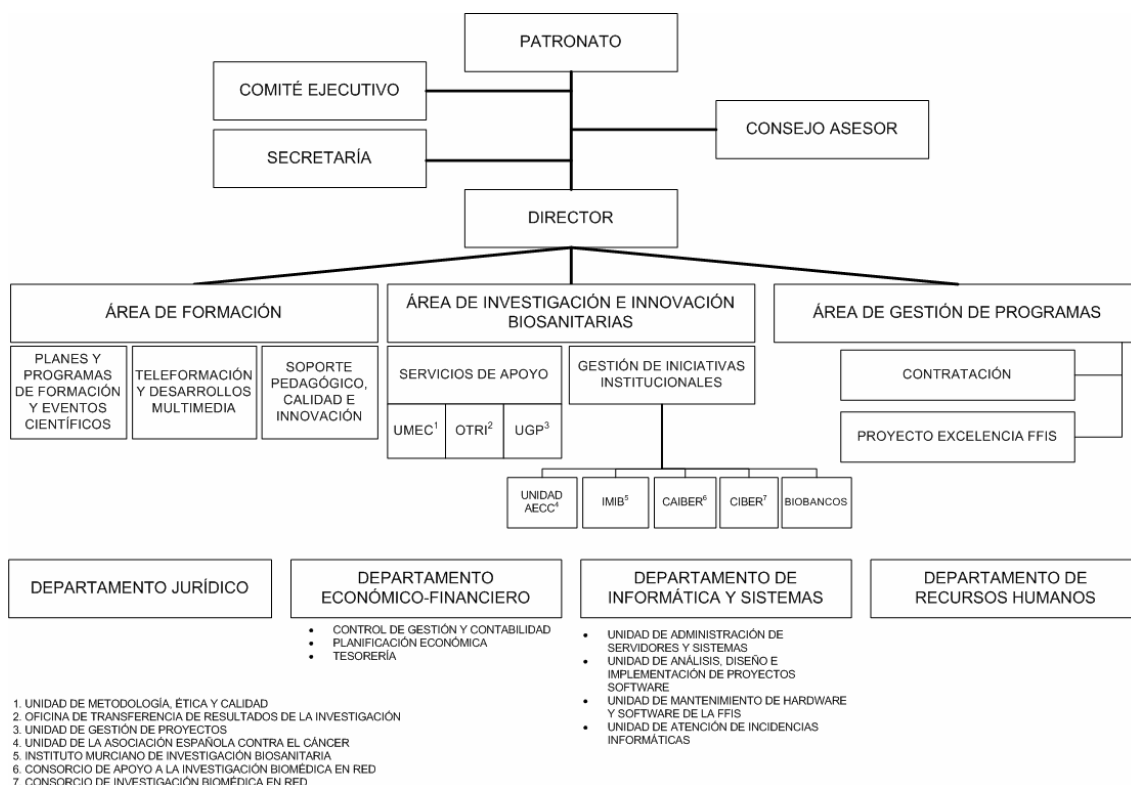 PATRONATO
COMITÉ EJECUTIVO
CONSEJO ASESOR
SECRETARÍA
DIRECTOR
ÁREA DE FORMACIÓN
ÁREA DE INVESTIGACIÓN E INNOVACIÓN
BIOSANITARIAS
ÁREA DE GESTIÓN DE PROGRAMAS
PLANES Y
PROGRAMAS
DE FORMACIÓN
Y EVENTOS
CIENTÍFICOS
TELEFORMACIÓN
Y DESARROLLOS
MULTIMEDIA
SOPORTE
PEDAGÓGICO,
CALIDAD E
INNOVACIÓN
SERVICIOS DE APOYO
UMEC¹
OTRI²
UGP³
GESTIÓN DE INICIATIVAS
INSTITUCIONALES
CONTRATACIÓN
PROYECTO EXCELENCIA FFIS
UNIDAD
AECC⁴
IMIB⁵
CAIBER⁶
CIBER⁷
BIOBANCOS
DEPARTAMENTO JURÍDICO
DEPARTAMENTO
ECONÓMICO-FINANCIERO
• CONTROL DE GESTIÓN Y CONTABILIDAD
• PLANIFICACIÓN ECONÓMICA
• TESORERÍA
DEPARTAMENTO DE
INFORMÁTICA Y SISTEMAS
• UNIDAD DE ADMINISTRACIÓN DE
SERVIDORES Y SISTEMAS
• UNIDAD DE ANÁLISIS, DISEÑO E
IMPLEMENTACIÓN DE PROYECTOS
SOFTWARE
• UNIDAD DE MANTENIMIENTO DE HARDWARE
Y SOFTWARE DE LA FFIS
• UNIDAD DE ATENCIÓN DE INCIDENCIAS
INFORMÁTICAS
DEPARTAMENTO DE
RECURSOS HUMANOS
1. UNIDAD DE METODOLOGÍA, ÉTICA Y CALIDAD
2. OFICINA DE TRANSFERENCIA DE RESULTADOS DE LA INVESTIGACIÓN
3. UNIDAD DE GESTIÓN DE PROYECTOS
4. UNIDAD DE LA ASOCIACIÓN ESPAÑOLA CONTRA EL CÁNCER
5. INSTITUTO MURCIANO DE INVESTIGACIÓN BIOSANITARIA
6. CONSORCIO DE APOYO A LA INVESTIGACIÓN BIOMÉDICA EN RED
7. CONSORCIO DE INVESTIGACIÓN BIOMÉDICA EN RED